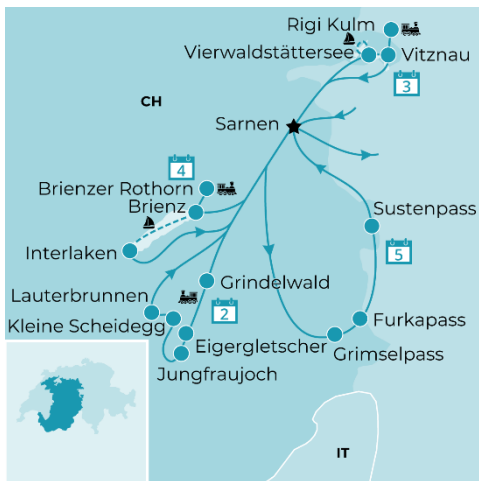 Rigi Kulm
Vierwaldstättersee
Vitznau
3
CH
Sarnen
4
Brienzer Rothorn
Brienz
Sustenpass
Interlaken
5
Grindelwald
Lauterbrunnen
2
Kleine Scheidegg
Furkapass
Eigergletscher
Grimselpass
Jungfraujoch
IT